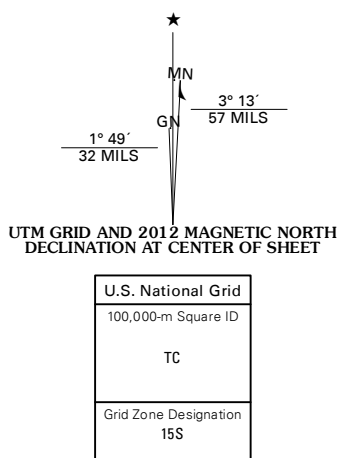 ★
MN
3° 13´
57 MILS
GN
1° 49´
32 MILS
UTM GRID AND 2012 MAGNETIC NORTH
DECLINATION AT CENTER OF SHEET
U.S. National Grid
100,000-m Square ID
TC
Grid Zone Designation
15S